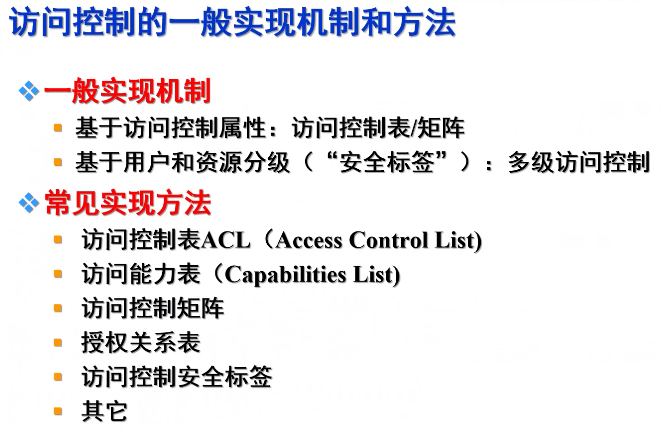 访问控制的一般实现机制和方法
一般实现机制
基于访问控制属性：访问控制表/矩阵
基于用户和资源分级（“安全标签”）：多级访问控制
常见实现方法
访问控制表ACL（Access Control List)
访问能力表（Capabilities List)
访问控制矩阵
授权关系表
访问控制安全标签
其它